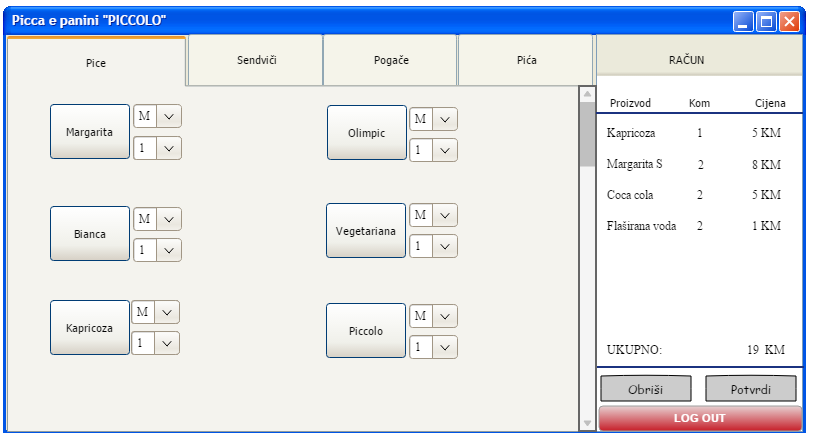 Picca e panini "PICCOLO"
Pice Sendviči Pogače Pića RAČUN
Margarita M 1
Olimpic M 1
Bianca M 1
Vegetariana M 1
Kapricoza M 1
Piccolo M 1
Proizvod Kom Cijena
Kapricoza 1 5 KM
Margarita S 2 8 KM
Coca cola 2 5 KM
Flaširana voda 2 1 KM
UKUPNO: 19 KM
Obriši Potvrdi
LOG OUT